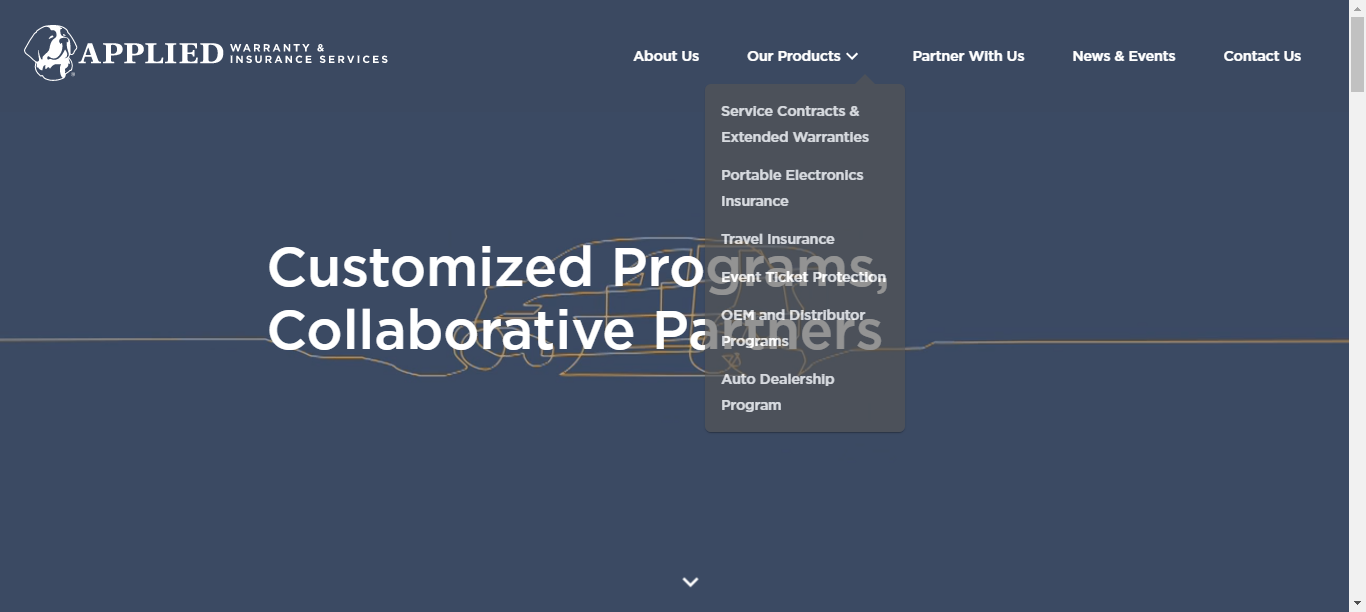 APPLIED WARRANTY &
INSURANCE SERVICES
About Us
Our Products
Partner With Us
News & Events
Contact Us
Service Contracts &
Extended Warranties
Portable Electronics
Insurance
Travel Insurance
Event Ticket Protection
OEM and Distributor
Programs
Auto Dealership
Program
Customized Programs,
Collaborative Partners